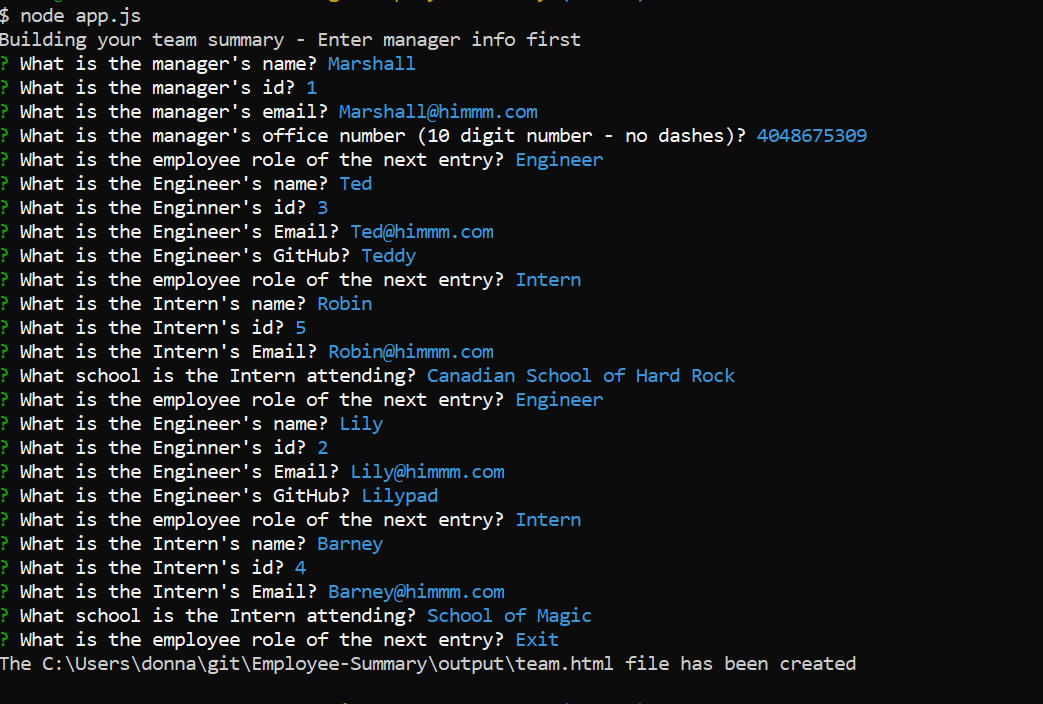 $ node app.js
Building your team summary - Enter manager info first
? What is the manager's name? Marshall
? What is the manager's id? 1
? What is the manager's email? Marshall@himmm.com
? What is the manager's office number (10 digit number - no dashes)? 4048675309
? What is the employee role of the next entry? Engineer
? What is the Engineer's name? Ted
? What is the Enginner's id? 3
? What is the Engineer's Email? Ted@himmm.com
? What is the Engineer's GitHub? Teddy
? What is the employee role of the next entry? Intern
? What is the Intern's name? Robin
? What is the Intern's id? 5
? What is the Intern's Email? Robin@himmm.com
? What school is the Intern attending? Canadian School of Hard Rock
? What is the employee role of the next entry? Engineer
? What is the Engineer's name? Lily
? What is the Enginner's id? 2
? What is the Engineer's Email? Lily@himmm.com
? What is the Engineer's GitHub? Lilypad
? What is the employee role of the next entry? Intern
? What is the Intern's name? Barney
? What is the Intern's id? 4
? What is the Intern's Email? Barney@himmm.com
? What school is the Intern attending? School of Magic
? What is the employee role of the next entry? Exit
The C:\Users\donna\git\Employee-Summary\output\team.html file has been created